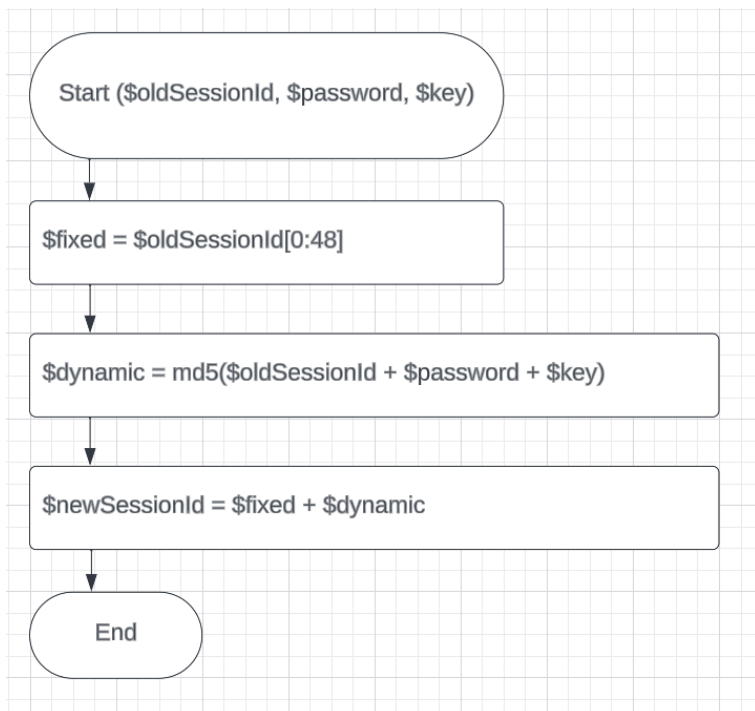 Start ($oldSessionId, $password, $key)
$fixed = $oldSessionId[0:48]
$dynamic = md5($oldSessionId + $password + $key)
$newSessionId = $fixed + $dynamic
End